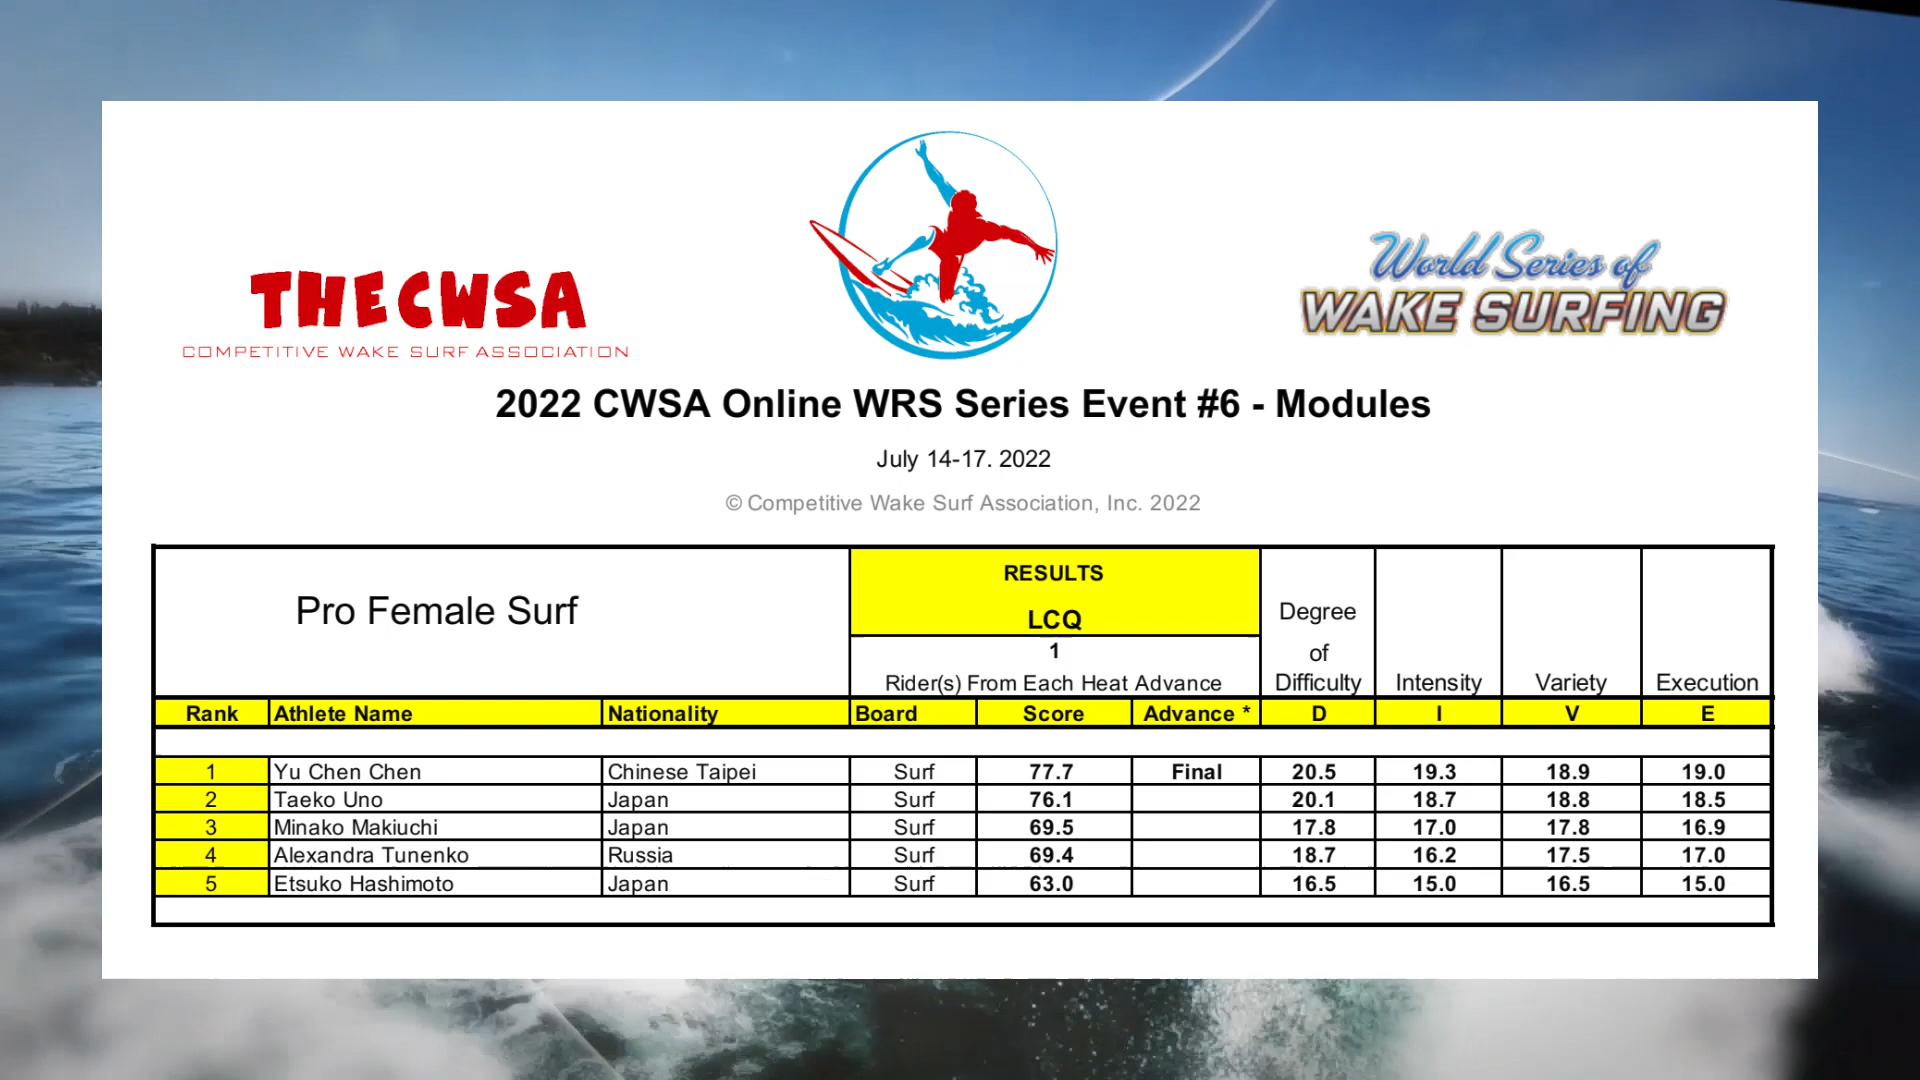 THECWSA
COMPETITIVE WAKE SURF ASSOCIATION
World Series of
WAKE SURFING
2022 CWSA Online WRS Series Event #6 - Modules
July 14-17. 2022
© Competitive Wake Surf Association, Inc. 2022
Pro Female Surf
RESULTS
LCQ
1
Rider(s) From Each Heat Advance
Degree
of
Difficulty
Intensity
Variety
Execution
Rank Athlete Name Nationality Board Score Advance * D I V E
1 Yu Chen Chen Chinese Taipei Surf 77.7 Final 20.5 19.3 18.9 19.0
2 Taeko Uno Japan Surf 76.1 20.1 18.7 18.8 18.5
3 Minako Makiuchi Japan Surf 69.5 17.8 17.0 17.8 16.9
4 Alexandra Tunenko Russia Surf 69.4 18.7 16.2 17.5 17.0
5 Etsuko Hashimoto Japan Surf 63.0 16.5 15.0 16.5 15.0